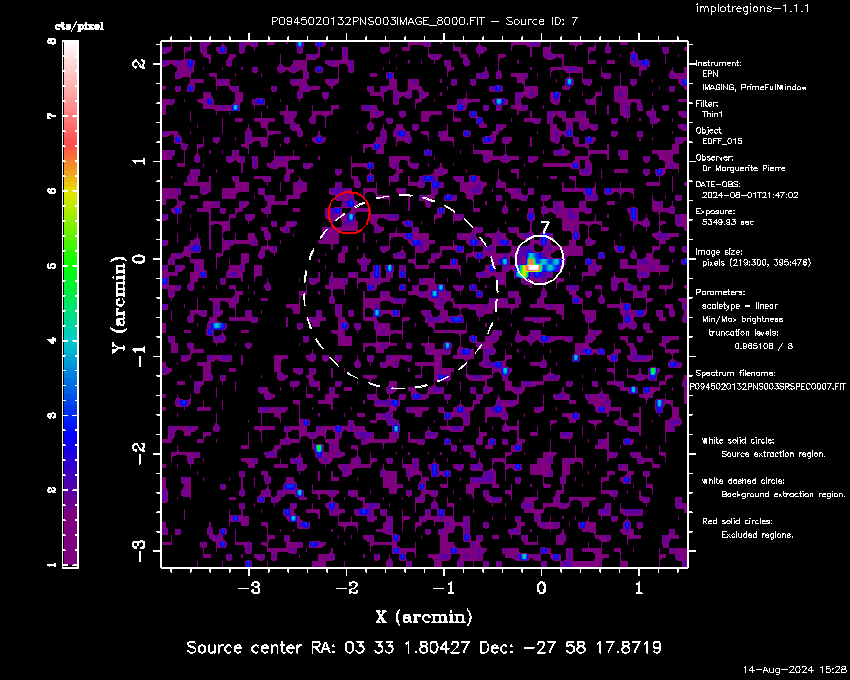 implotregions-1.1.1
P0945020132PNS003IMAGE_8000.FIT - Source ID: 7
cts/pixel
8
7
6
5
4
3
2
1
2
1
0
-1
-2
-3
Y (arcmin)
7
-3 -2 -1 0 1
X (arcmin)
Source center RA: 03 33 1.80427 Dec: -27 58 17.8719
Instrument:
EPN
IMAGING, PrimeFullWindow
Filter:
Thin1
Object
EDFF_015
Observer:
Dr Marguerite Pierre
DATE-OBS:
2024-08-01T21:47:02
Exposure:
5349.93 sec
Image size:
pixels (219:300, 395:476)
Parameters:
scaletype = linear
Min/Max brightness
truncation levels:
0.965108 / 8
Spectrum filename:
P0945020132PNS003SRSPEC0007.FIT
White solid circle:
Source extraction region.
White dashed circle:
Background extraction region.
Red solid circles:
Excluded regions.
14-Aug-2024 15:28